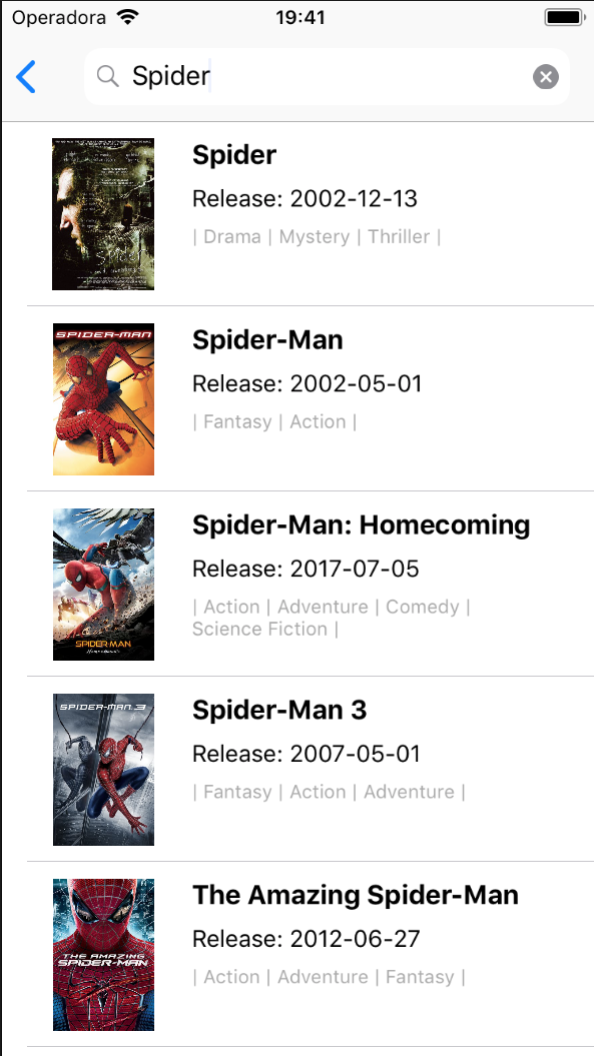 Operadora 19:41
Spider
Spider
Release: 2002-12-13
| Drama | Mystery | Thriller |
SPIDER-MAN
Spider-Man
Release: 2002-05-01
| Fantasy | Action |
Spider-Man: Homecoming
Release: 2017-07-05
| Action | Adventure | Comedy |
Science Fiction |
SPIDER-MAN
SPIDER-MAN 3
Spider-Man 3
Release: 2007-05-01
| Fantasy | Action | Adventure |
The Amazing Spider-Man
Release: 2012-06-27
| Action | Adventure | Fantasy |
THE AMAZING
SPIDER-MAN